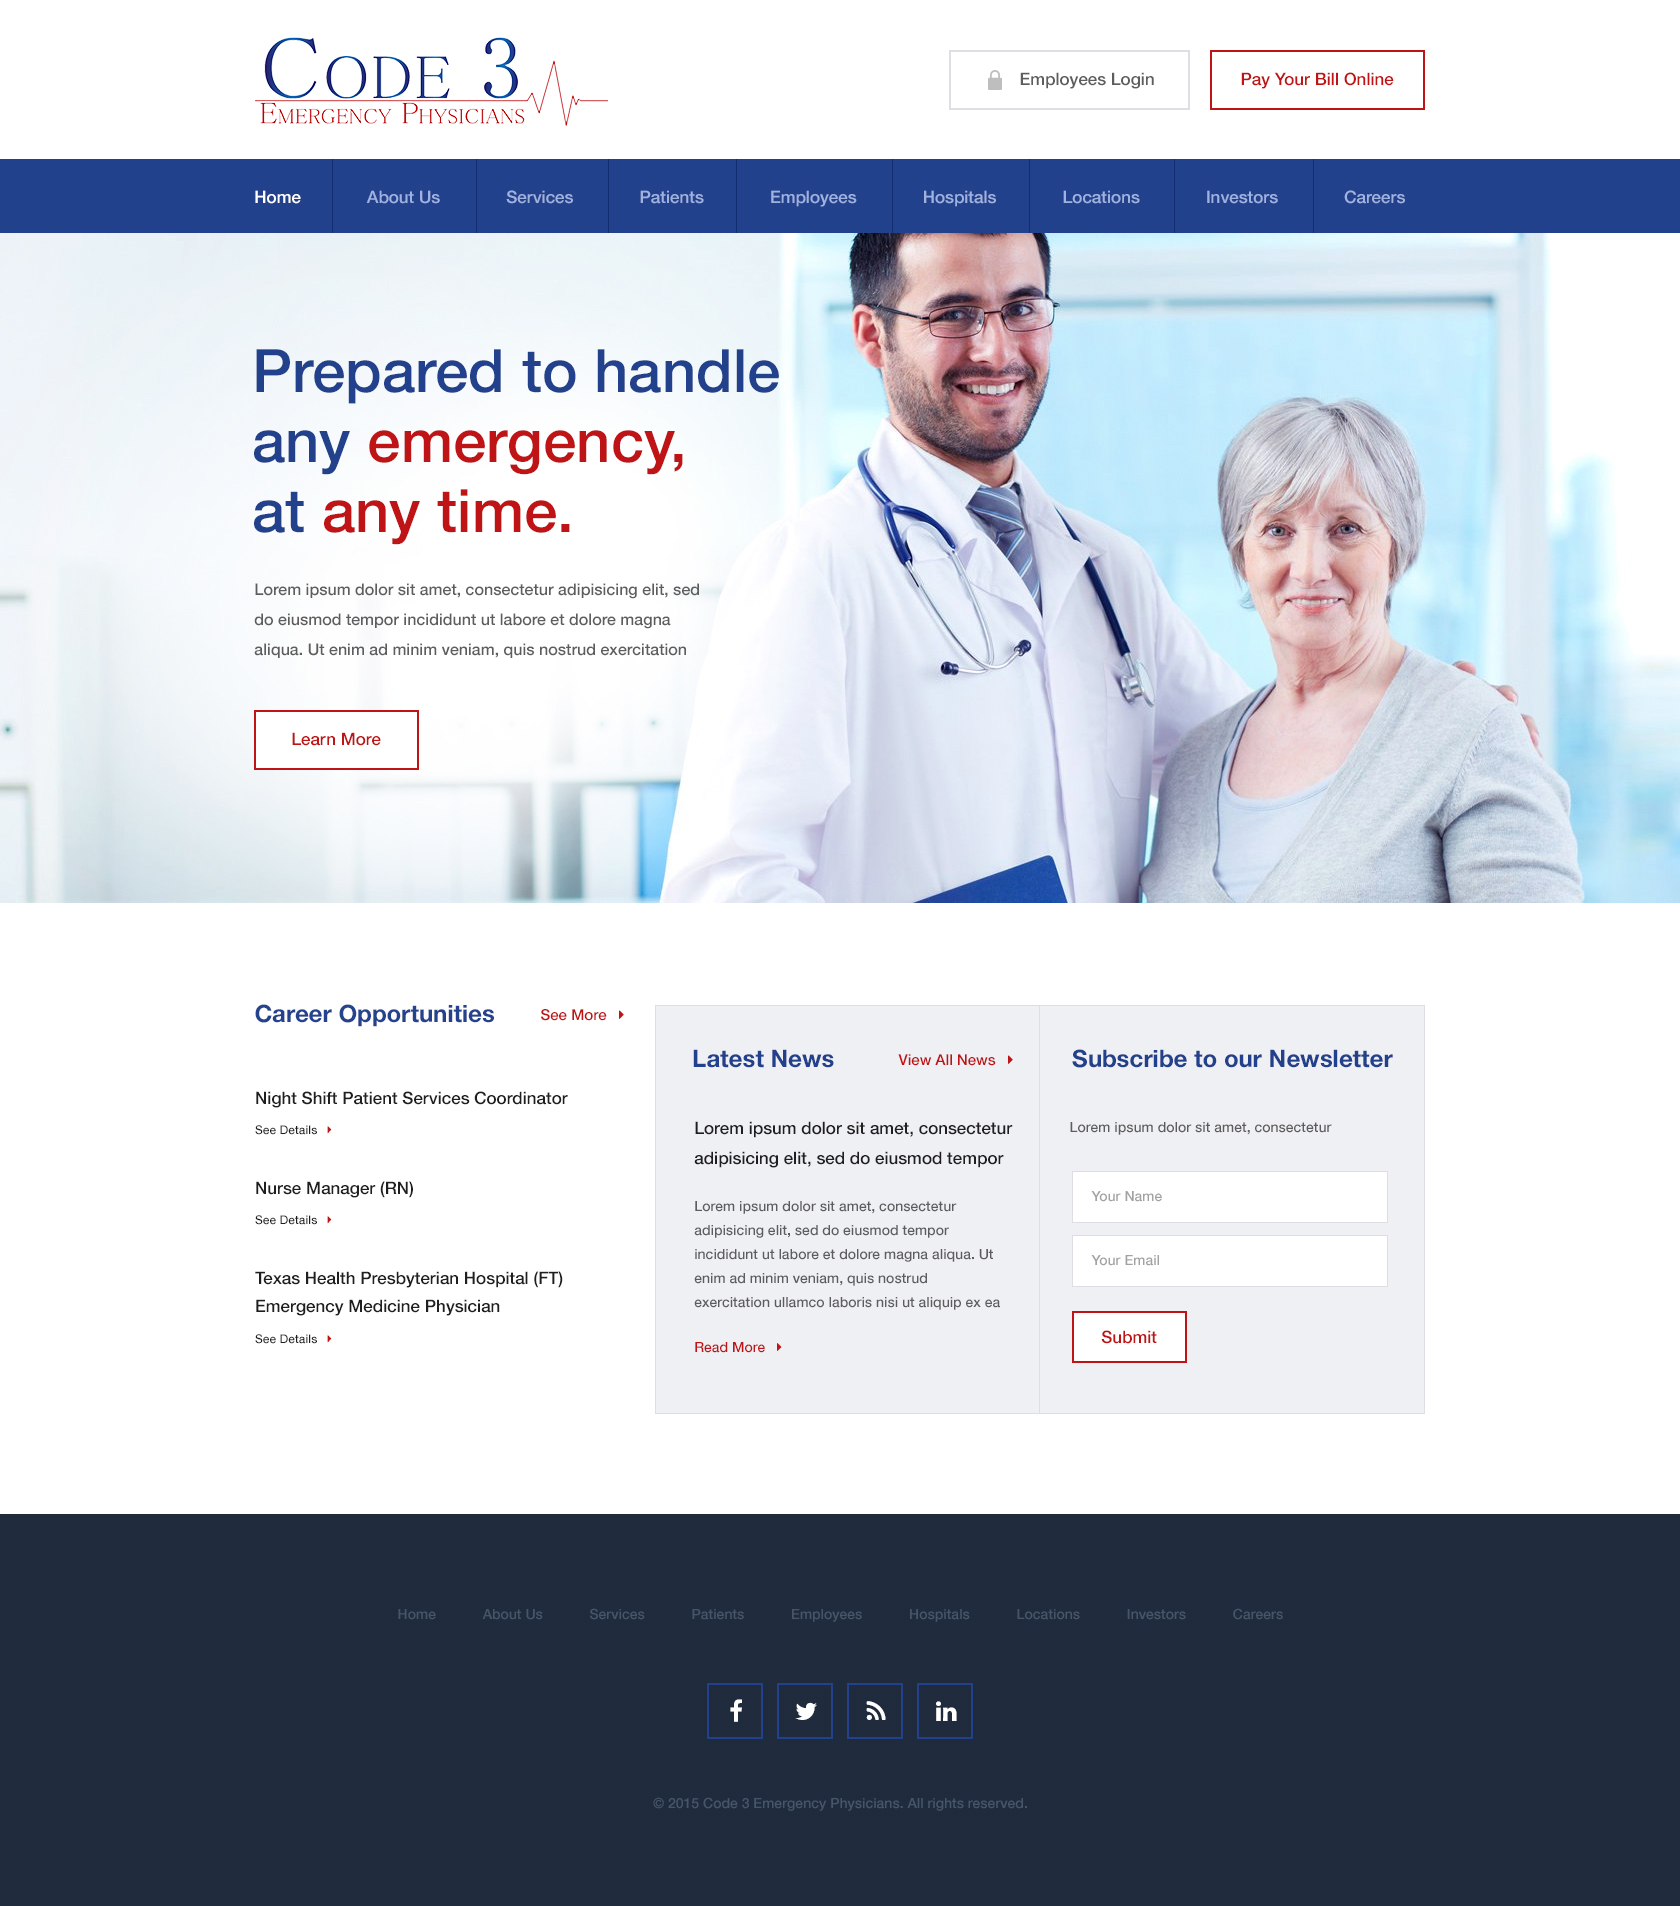 CODE 3
EMERGENCY PHYSICIANS
Employees Login
Pay Your Bill Online
Home
About Us
Services
Patients
Employees
Hospitals
Locations
Investors
Careers
Prepared to handle
any emergency,
at any time.
Lorem ipsum dolor sit amet, consectetur adipisicing elit, sed
do eiusmod tempor incididunt ut labore et dolore magna
aliqua. Ut enim ad minim veniam, quis nostrud exercitation
Learn More
Career Opportunities
See More
Night Shift Patient Services Coordinator
See Details
Nurse Manager (RN)
See Details
Texas Health Presbyterian Hospital (FT)
Emergency Medicine Physician
See Details
Latest News
View All News
Lorem ipsum dolor sit amet, consectetur
adipisicing elit, sed do eiusmod tempor
Lorem ipsum dolor sit amet, consectetur
adipisicing elit, sed do eiusmod tempor
incididunt ut labore et dolore magna aliqua. Ut
enim ad minim veniam, quis nostrud
exercitation ullamco laboris nisi ut aliquip ex ea
Read More
Subscribe to our Newsletter
Lorem ipsum dolor sit amet, consectetur
Your Name
Your Email
Submit
Home
About Us
Services
Patients
Employees
Hospitals
Locations
Investors
Careers
© 2015 Code 3 Emergency Physicians. All rights reserved.